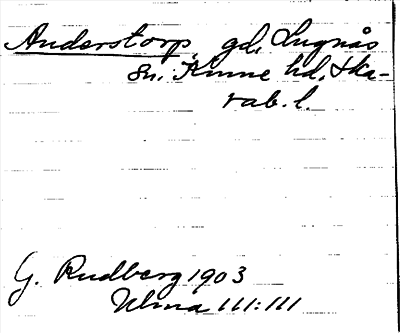 Anderstorp, gd, Lugnås
sn. Kinne hd. Ska-
rab. l.
G. Rudberg 1903
Ulma 111:111